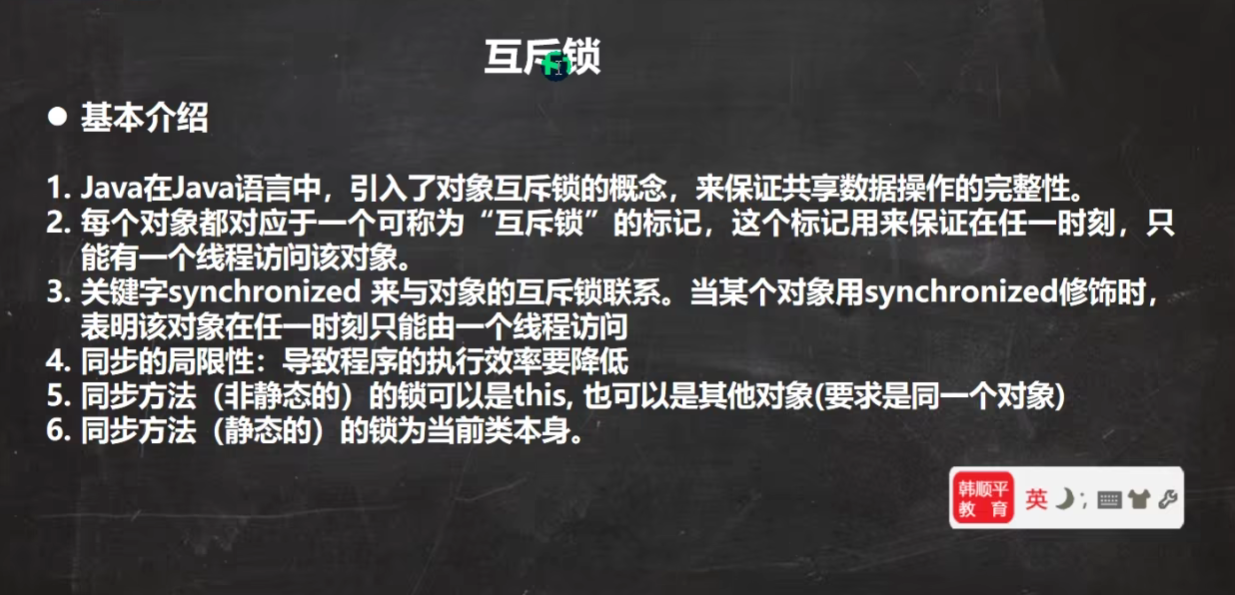 互斥锁
● 基本介绍
1. Java在Java语言中，引入了对象互斥锁的概念，来保证共享数据操作的完整性。
2. 每个对象都对应于一个可称为“互斥锁”的标记，这个标记用来保证在任一时刻，只
能有一个线程访问该对象。
3. 关键字synchronized 来与对象的互斥锁联系。当某个对象用synchronized修饰时，
表明该对象在任一时刻只能由一个线程访问
4. 同步的局限性：导致程序的执行效率要降低
5. 同步方法（非静态的）的锁可以是this, 也可以是其他对象(要求是同一个对象)
6. 同步方法（静态的）的锁为当前类本身。
韩顺平
教 育
英